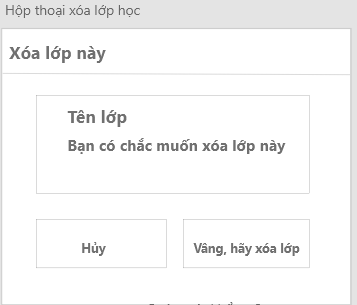 Hộp thoại xóa lớp học
Xóa lớp này
Tên lớp
Bạn có chắc muốn xóa lớp này
Hủy
Vâng, hãy xóa lớp